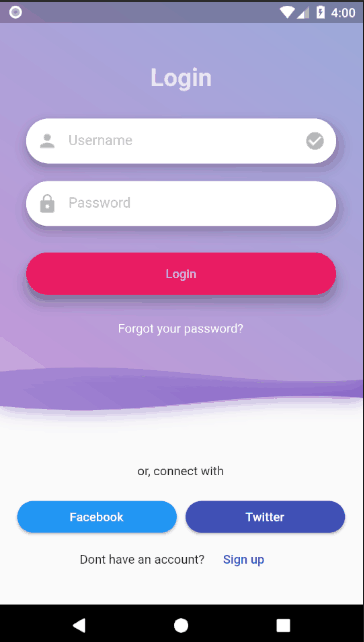 4:00
Login
Username
Password
Login
Forgot your password?
or, connect with
Facebook
Twitter
Dont have an account?
Sign up